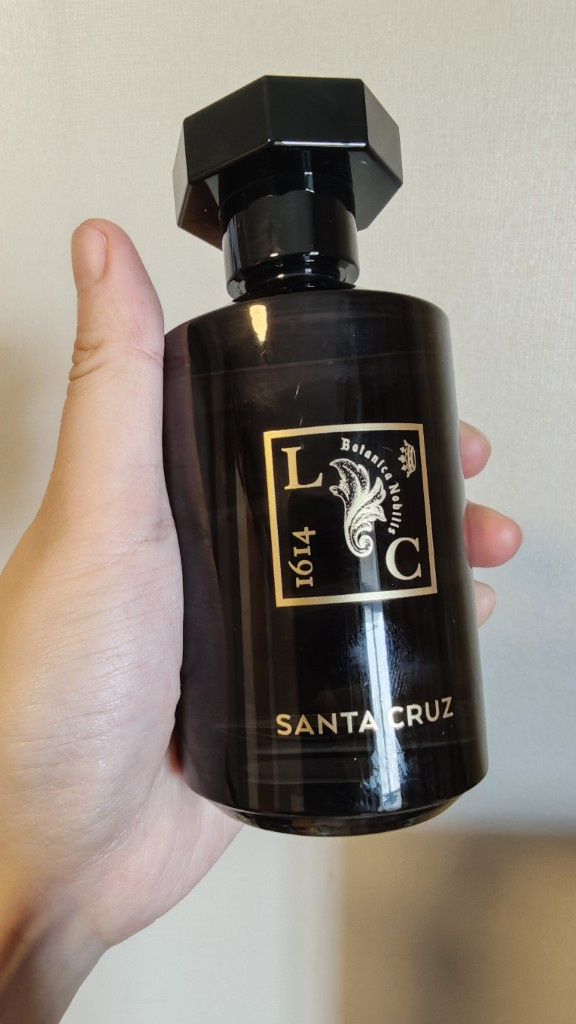 L
Botanica Nobilis
1614
C
SANTA CRUZ